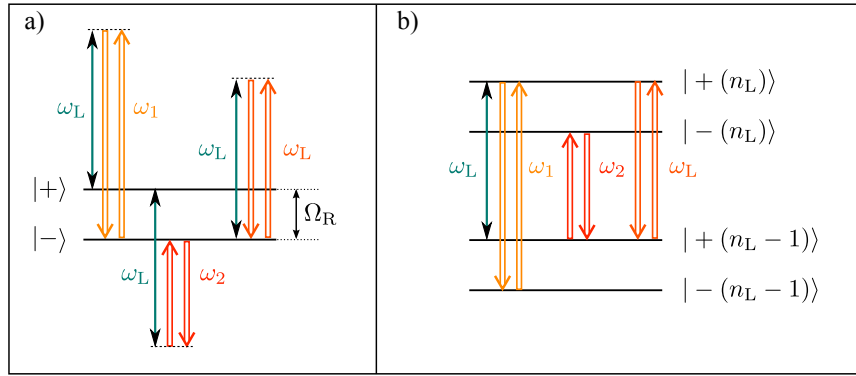 a)
ω_L
ω_1
ω_L
ω_L
|+⟩
Ω_R
|−⟩
ω_L
ω_2
b)
|+(n_L)⟩
|−(n_L)⟩
ω_L
ω_1
ω_2
ω_L
|+(n_L − 1)⟩
|−(n_L − 1)⟩